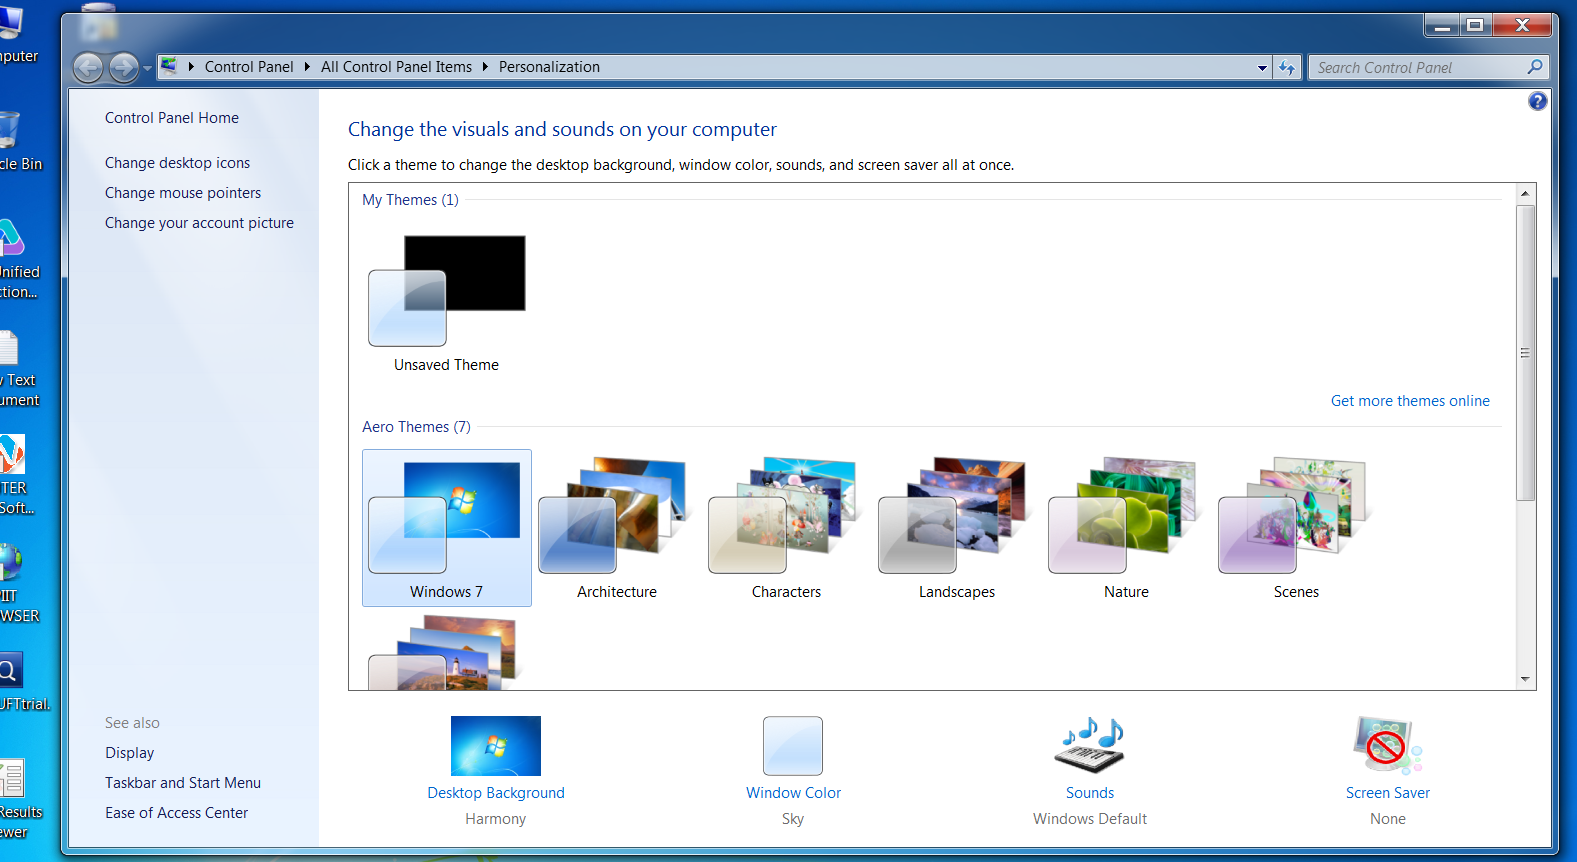 Control Panel
All Control Panel Items
Personalization
Search Control Panel
Control Panel Home
Change desktop icons
Change mouse pointers
Change your account picture
See also
Display
Taskbar and Start Menu
Ease of Access Center
Change the visuals and sounds on your computer
Click a theme to change the desktop background, window color, sounds, and screen saver all at once.
My Themes (1)
Unsaved Theme
Get more themes online
Aero Themes (7)
Windows 7
Architecture
Characters
Landscapes
Nature
Scenes
Desktop Background
Harmony
Window Color
Sky
Sounds
Windows Default
Screen Saver
None
puter
cle Bin
Unified
ction...
Text
ument
TER
Soft...
IIT
WSER
UFTtrial.
Results
ewer